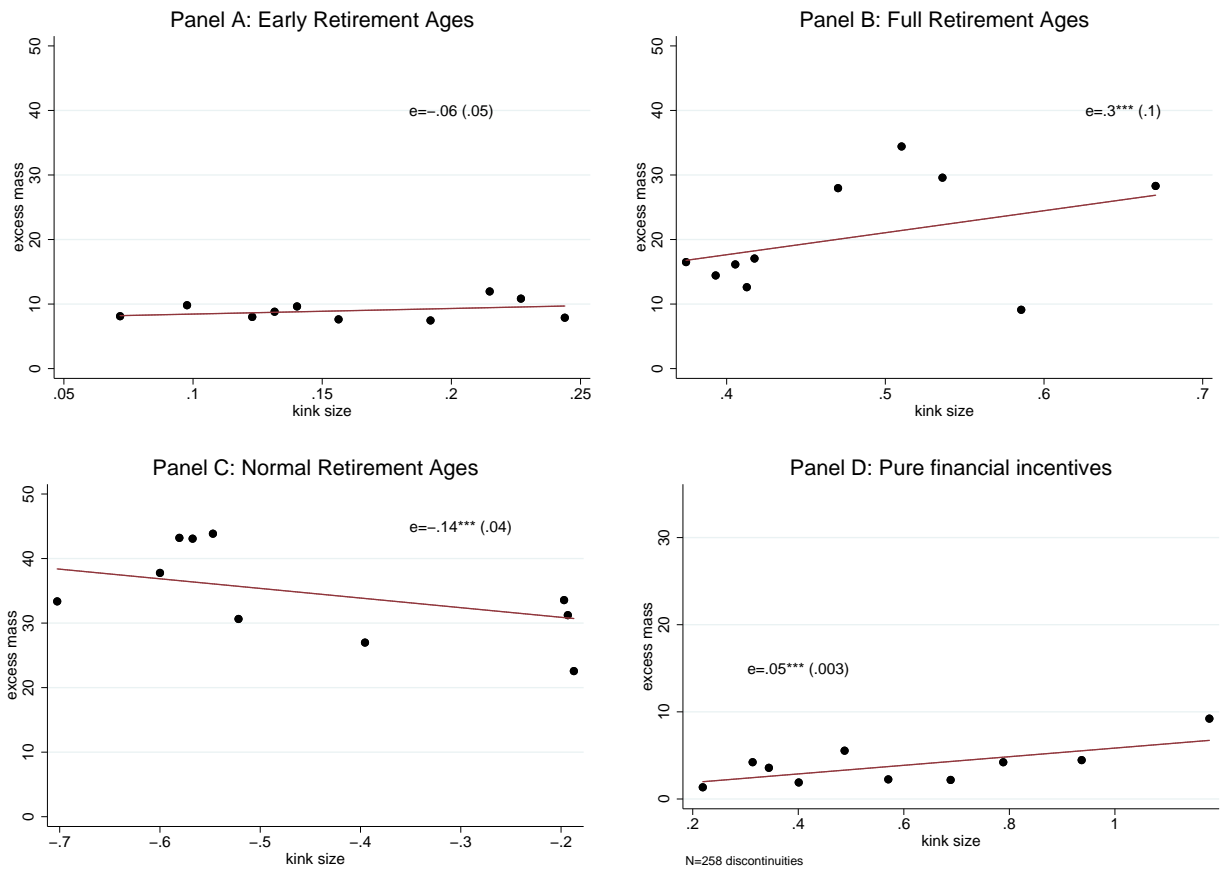 Panel A: Early Retirement Ages
excess mass
50
40
30
20
10
0
e=−.06 (.05)
.05 .1 .15 .2 .25
kink size
Panel B: Full Retirement Ages
excess mass
50
40
30
20
10
0
e=.3*** (.1)
.4 .5 .6 .7
kink size
Panel C: Normal Retirement Ages
excess mass
50
40
30
20
10
0
e=−.14*** (.04)
−.7 −.6 −.5 −.4 −.3 −.2
kink size
Panel D: Pure financial incentives
excess mass
30
20
10
0
e=.05*** (.003)
.2 .4 .6 .8 1
kink size
N=258 discontinuities